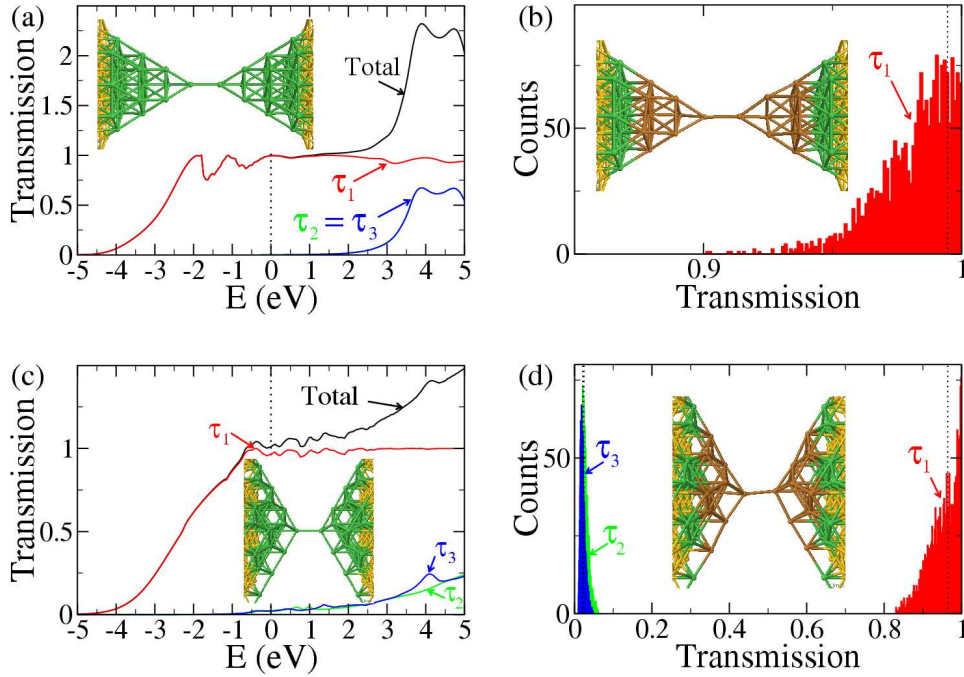 (a)
Transmission
2
1.5
1
0.5
0
Total
τ1
τ2 = τ3
-5 -4 -3 -2 -1 0 1 2 3 4 5
E (eV)
(b)
Counts
50
0
τ1
0.9 1
Transmission
(c)
Transmission
1
0.5
0
τ1
Total
τ3
τ2
-5 -4 -3 -2 -1 0 1 2 3 4 5
E (eV)
(d)
Counts
50
0
τ3
τ2
τ1
0 0.2 0.4 0.6 0.8 1
Transmission